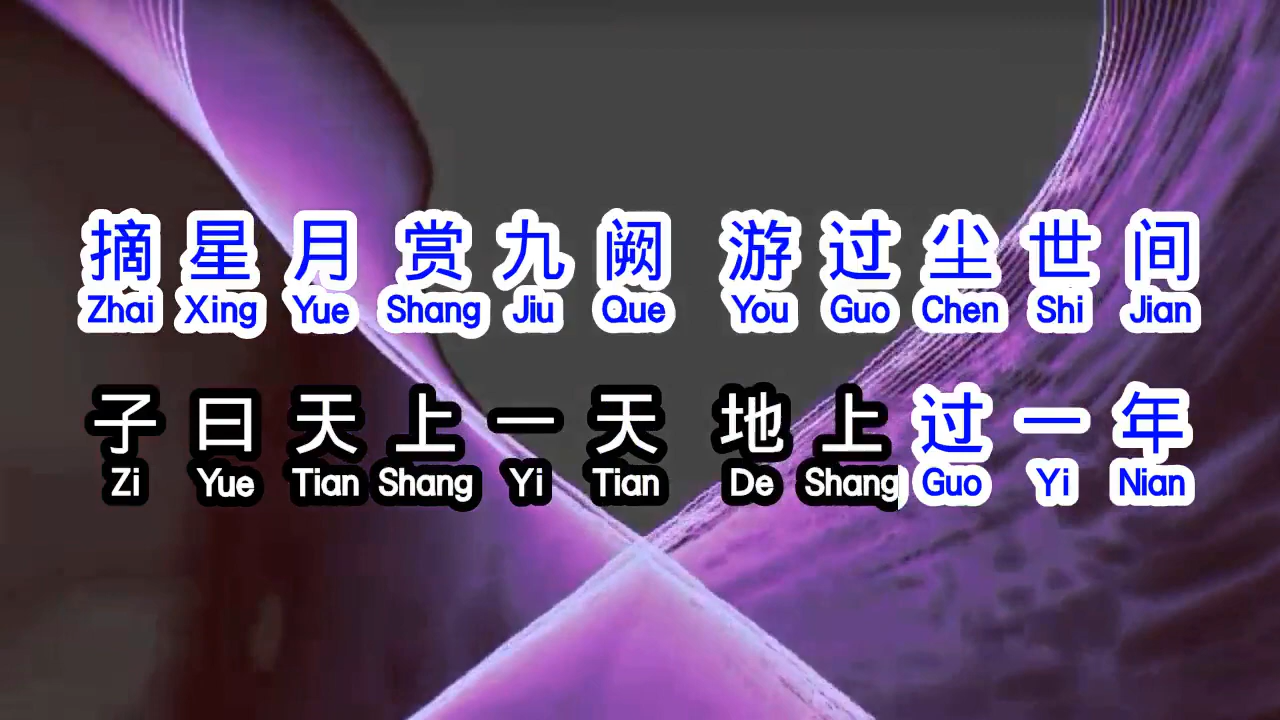 摘星月赏九阙 游过尘世间
Zhai Xing Yue Shang Jiu Que You Guo Chen Shi Jian
子曰天上一天 地上过一年
Zi Yue Tian Shang Yi Tian De Shang Guo Yi Nian